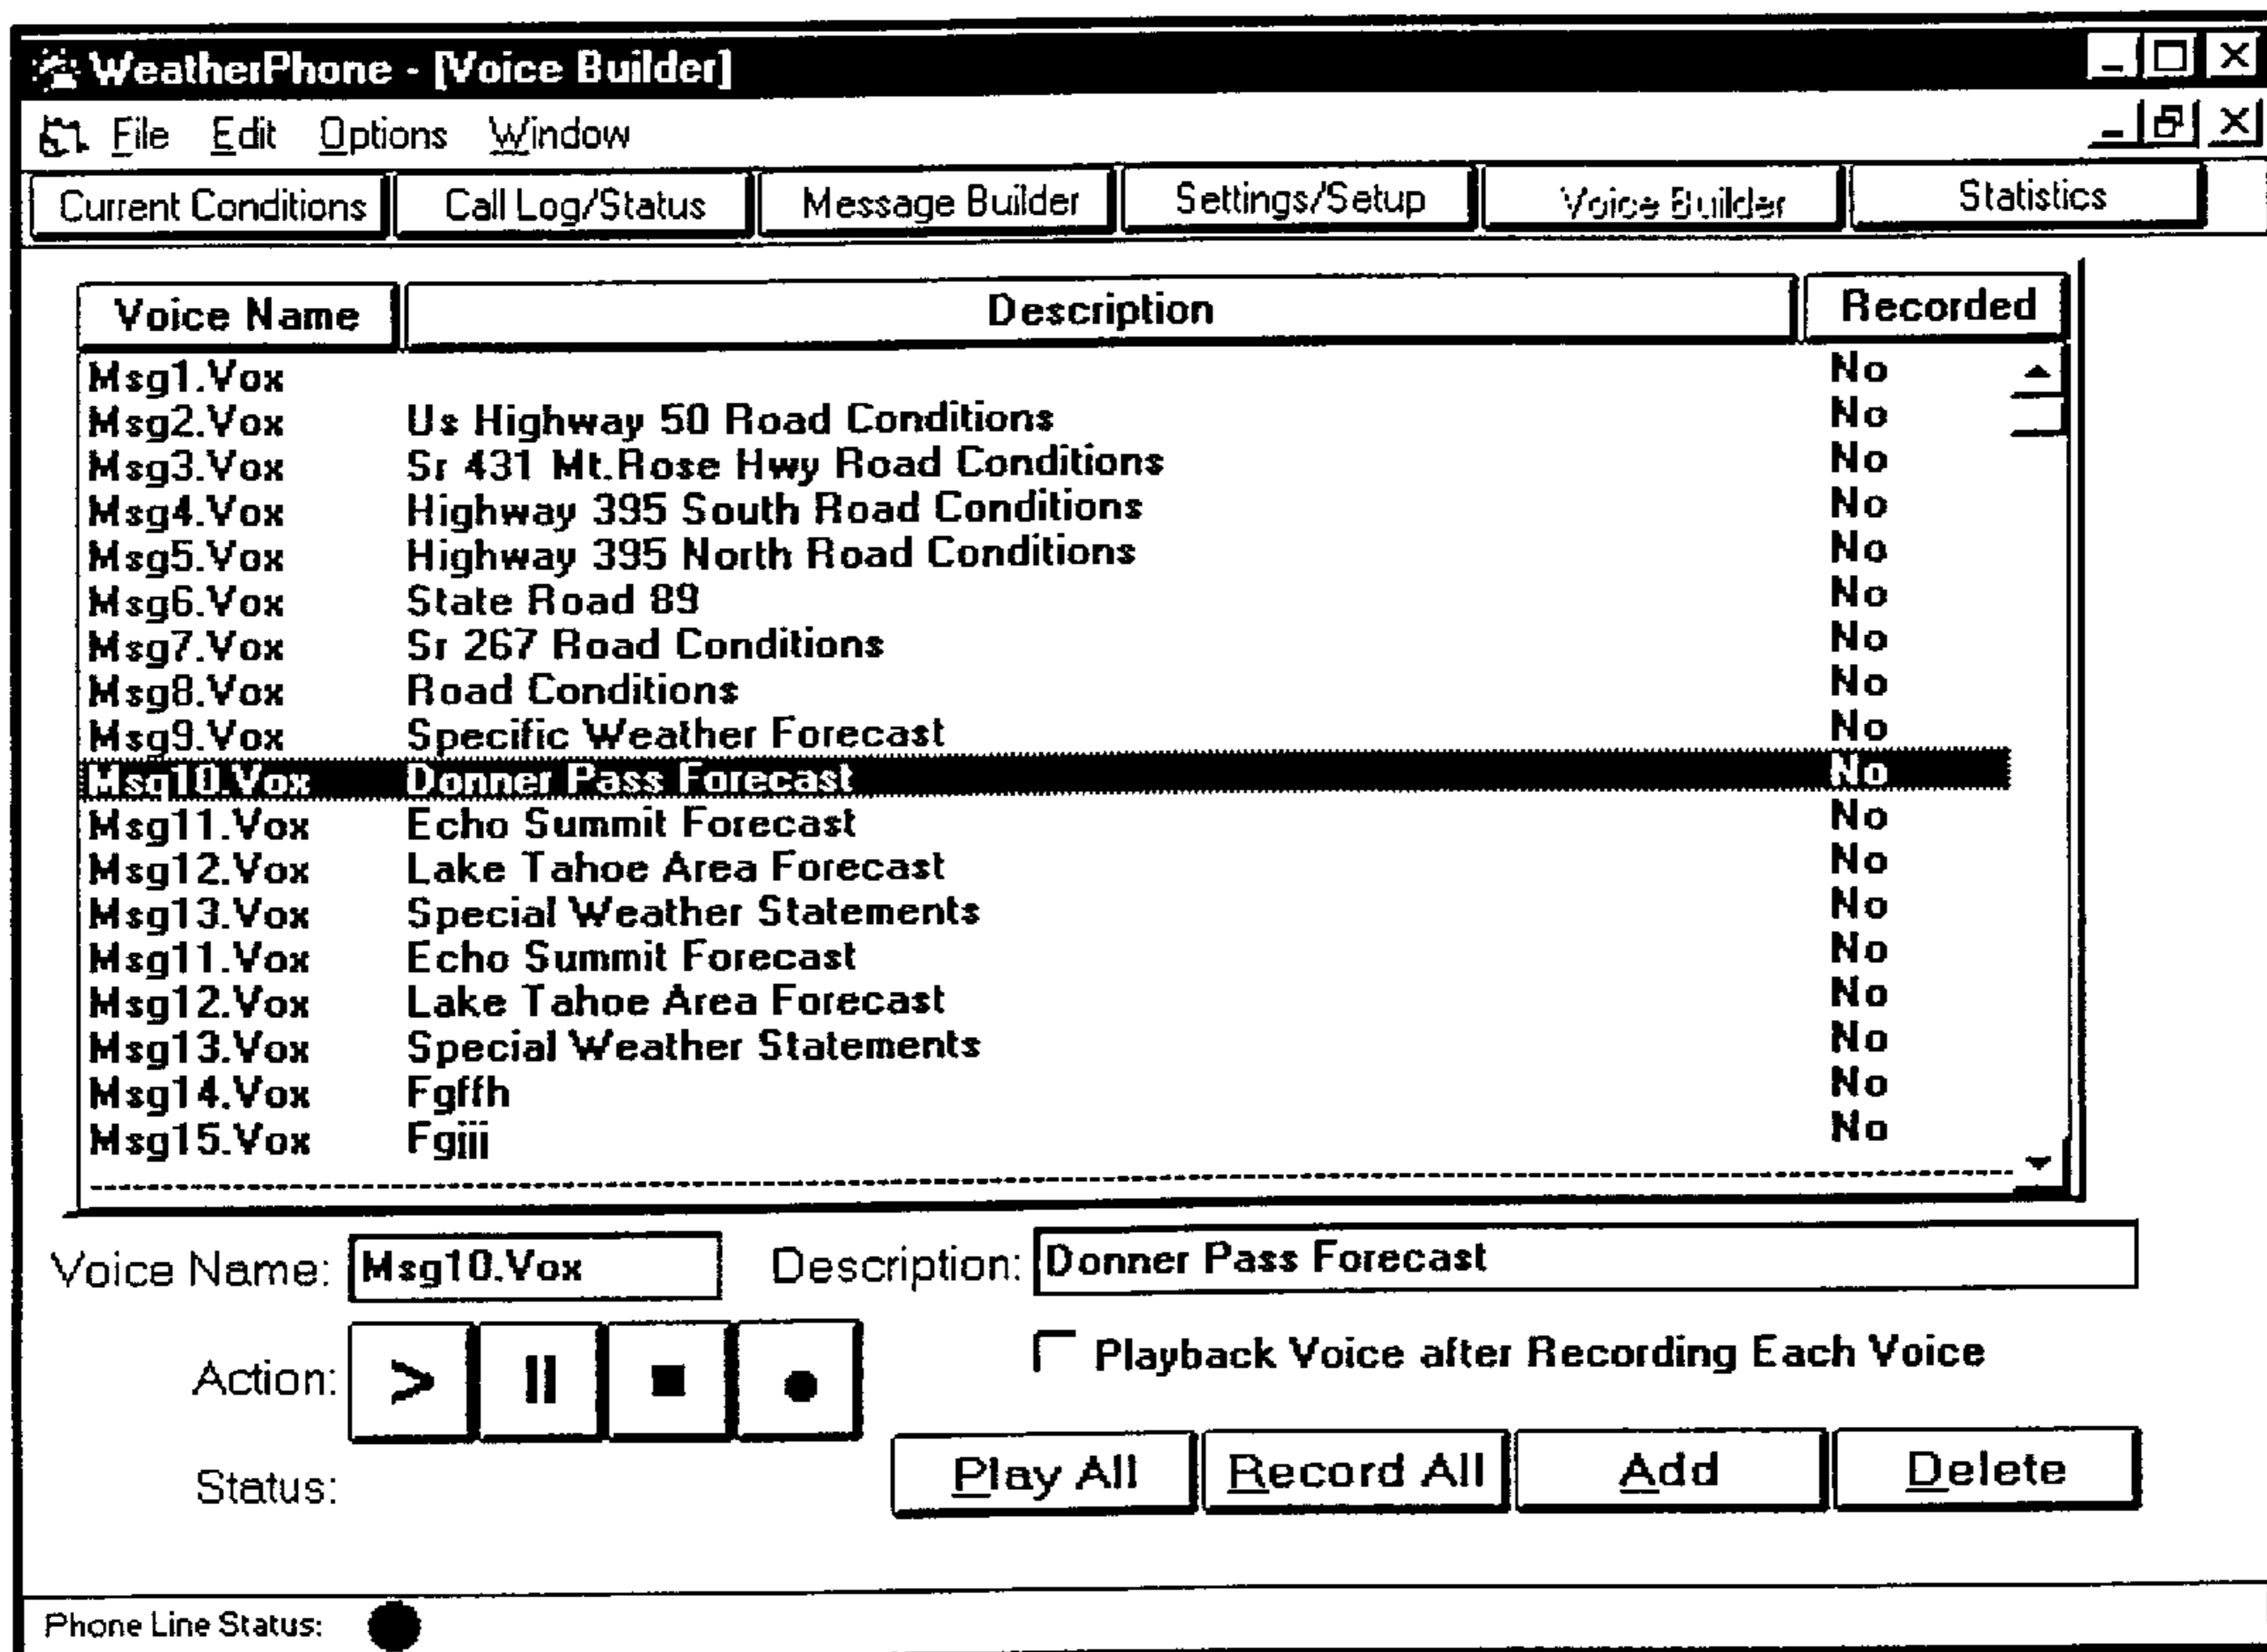 WeatherPhone - [Voice Builder]
File Edit Options Window
Current Conditions Call Log/Status Message Builder Settings/Setup Voice Builder Statistics
Voice Name Description Recorded
Msg1.Vox No
Msg2.Vox Us Highway 50 Road Conditions No
Msg3.Vox Sr 431 Mt.Rose Hwy Road Conditions No
Msg4.Vox Highway 395 South Road Conditions No
Msg5.Vox Highway 395 North Road Conditions No
Msg6.Vox State Road 89 No
Msg7.Vox Sr 267 Road Conditions No
Msg8.Vox Road Conditions No
Msg9.Vox Specific Weather Forecast No
Msg10.Vox Donner Pass Forecast No
Msg11.Vox Echo Summit Forecast No
Msg12.Vox Lake Tahoe Area Forecast No
Msg13.Vox Special Weather Statements No
Msg11.Vox Echo Summit Forecast No
Msg12.Vox Lake Tahoe Area Forecast No
Msg13.Vox Special Weather Statements No
Msg14.Vox Fgffh No
Msg15.Vox Fgiii No
Voice Name: Msg10.Vox Description: Donner Pass Forecast
Action: > Playback Voice after Recording Each Voice
Status: Play All Record All Add Delete
Phone Line Status: